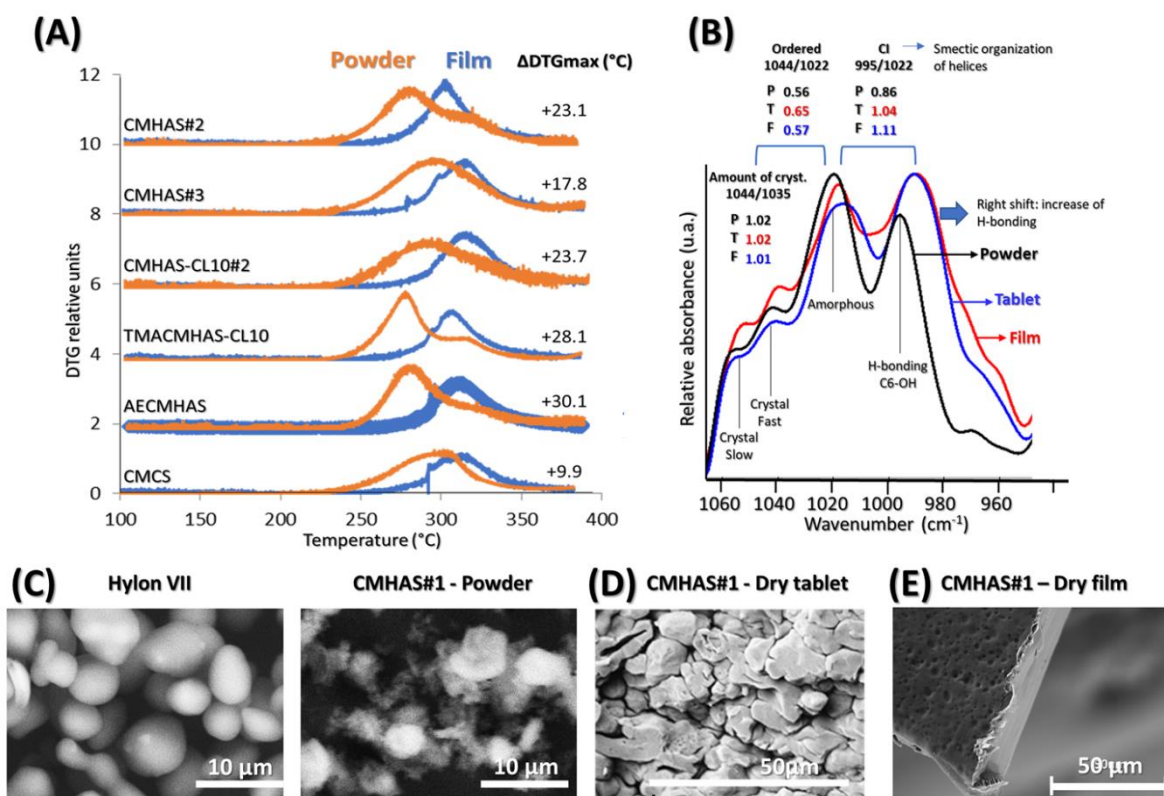 (A)
Powder Film ΔDTGmax (°C)
DTG relative units
12
10
8
6
4
2
0
CMHAS#2
+23.1
CMHAS#3
+17.8
CMHAS-CL10#2
+23.7
TMACMHAS-CL10
+28.1
AECMHAS
+30.1
CMCS
+9.9
100 150 200 250 300 350 400
Temperature (°C)
(B)
Ordered
1044/1022
P 0.56
T 0.65
F 0.57
CI
995/1022
P 0.86
T 1.04
F 1.11
Smectic organization
of helices
Amount of cryst.
1044/1035
P 1.02
T 1.02
F 1.01
Right shift: increase of
H-bonding
Powder
Tablet
Film
Amorphous
H-bonding
C6-OH
Crystal
Fast
Crystal
Slow
Relative absorbance (u.a.)
1060 1040 1020 1000 980 960
Wavenumber (cm-1)
(C)
Hylon VII
10 µm
CMHAS#1 - Powder
10 µm
(D)
CMHAS#1 - Dry tablet
50µm
(E)
CMHAS#1 – Dry film
50 µm